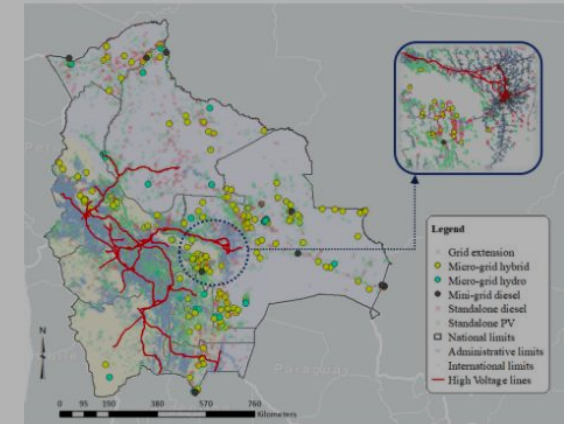 Legend
Grid extension
Micro-grid hybrid
Micro-grid hydro
Mini-grid diesel
Standalone diesel
Standalone PV
National limits
Administrative limits
International limits
High Voltage lines
N
Paraguay
0 95 190 380 570 760
Kilometers